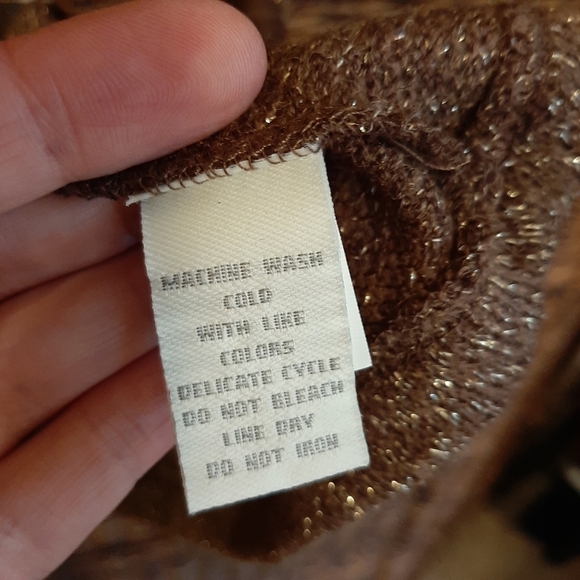 MACHINE WASH
COLD
WITH LIKE
COLORS
DELICATE CYCLE
DO NOT BLEACH
LINE DRY
DO NOT IRON